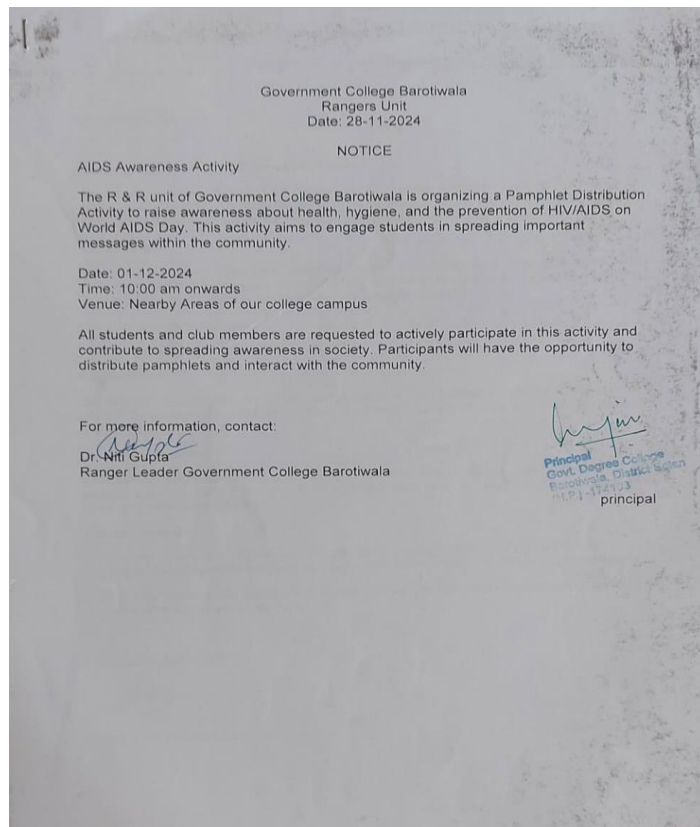 Government College Barotiwala
Rangers Unit
Date: 28-11-2024
NOTICE
AIDS Awareness Activity
The R & R unit of Government College Barotiwala is organizing a Pamphlet Distribution
Activity to raise awareness about health, hygiene, and the prevention of HIV/AIDS on
World AIDS Day. This activity aims to engage students in spreading important
messages within the community.
Date: 01-12-2024
Time: 10:00 am onwards
Venue: Nearby Areas of our college campus
All students and club members are requested to actively participate in this activity and
contribute to spreading awareness in society. Participants will have the opportunity to
distribute pamphlets and interact with the community.
For more information, contact:
Dr. Niti Gupta
Ranger Leader Government College Barotiwala
Principal
Govt. Degree College
Barotiwala, District Solan
principal